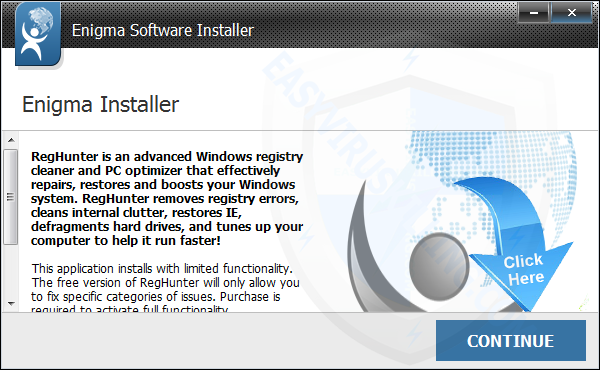 Enigma Software Installer
Enigma Installer
RegHunter is an advanced Windows registry
cleaner and PC optimizer that effectively
repairs, restores and boosts your Windows
system. RegHunter removes registry errors,
cleans internal clutter, restores IE,
defragments hard drives, and tunes up your
computer to help it run faster!
This application installs with limited functionality.
The free version of RegHunter will only allow you
to fix specific categories of issues. Purchase is
required to activate full functionality.
Click
Here
CONTINUE